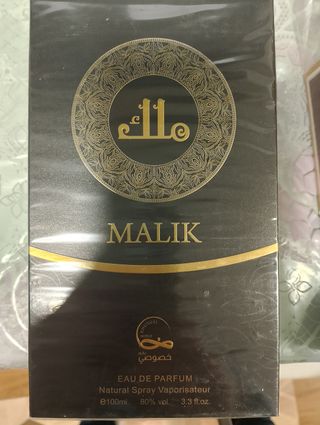 ملك
MALIK
خصوصي
EAU DE PARFUM
Natural Spray Vaporisateur
℮100ml. 80% vol. 3.3 fl.oz.